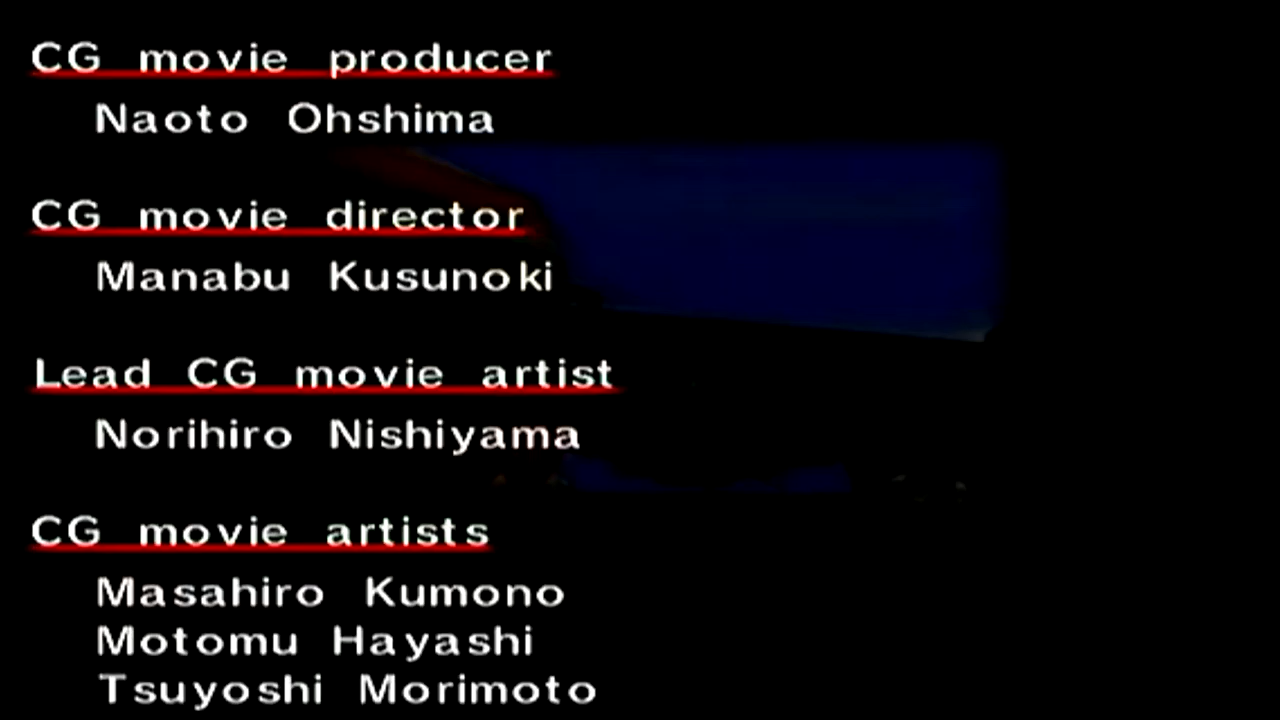 CG movie producer
Naoto Ohshima
CG movie director
Manabu Kusunoki
Lead CG movie artist
Norihiro Nishiyama
CG movie artists
Masahiro Kumono
Motomu Hayashi
Tsuyoshi Morimoto